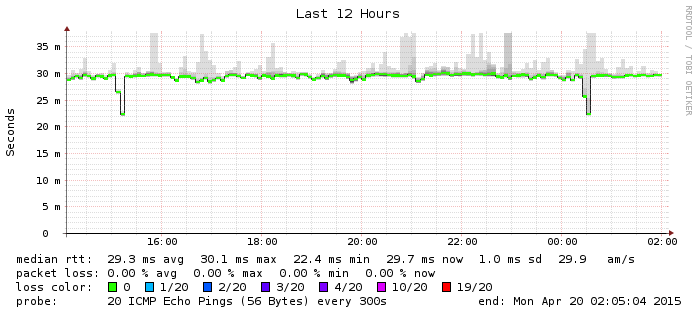 Last 12 Hours
RRDTOOL / TOBI OETIKER
Seconds
35 m
30 m
25 m
20 m
15 m
10 m
5 m
0
16:00 18:00 20:00 22:00 00:00 02:00
median rtt: 29.3 ms avg 30.1 ms max 22.4 ms min 29.7 ms now 1.0 ms sd 29.9 am/s
packet loss: 0.00 % avg 0.00 % max 0.00 % min 0.00 % now
loss color: 0 1/20 2/20 3/20 4/20 10/20 19/20
probe: 20 ICMP Echo Pings (56 Bytes) every 300s end: Mon Apr 20 02:05:04 2015